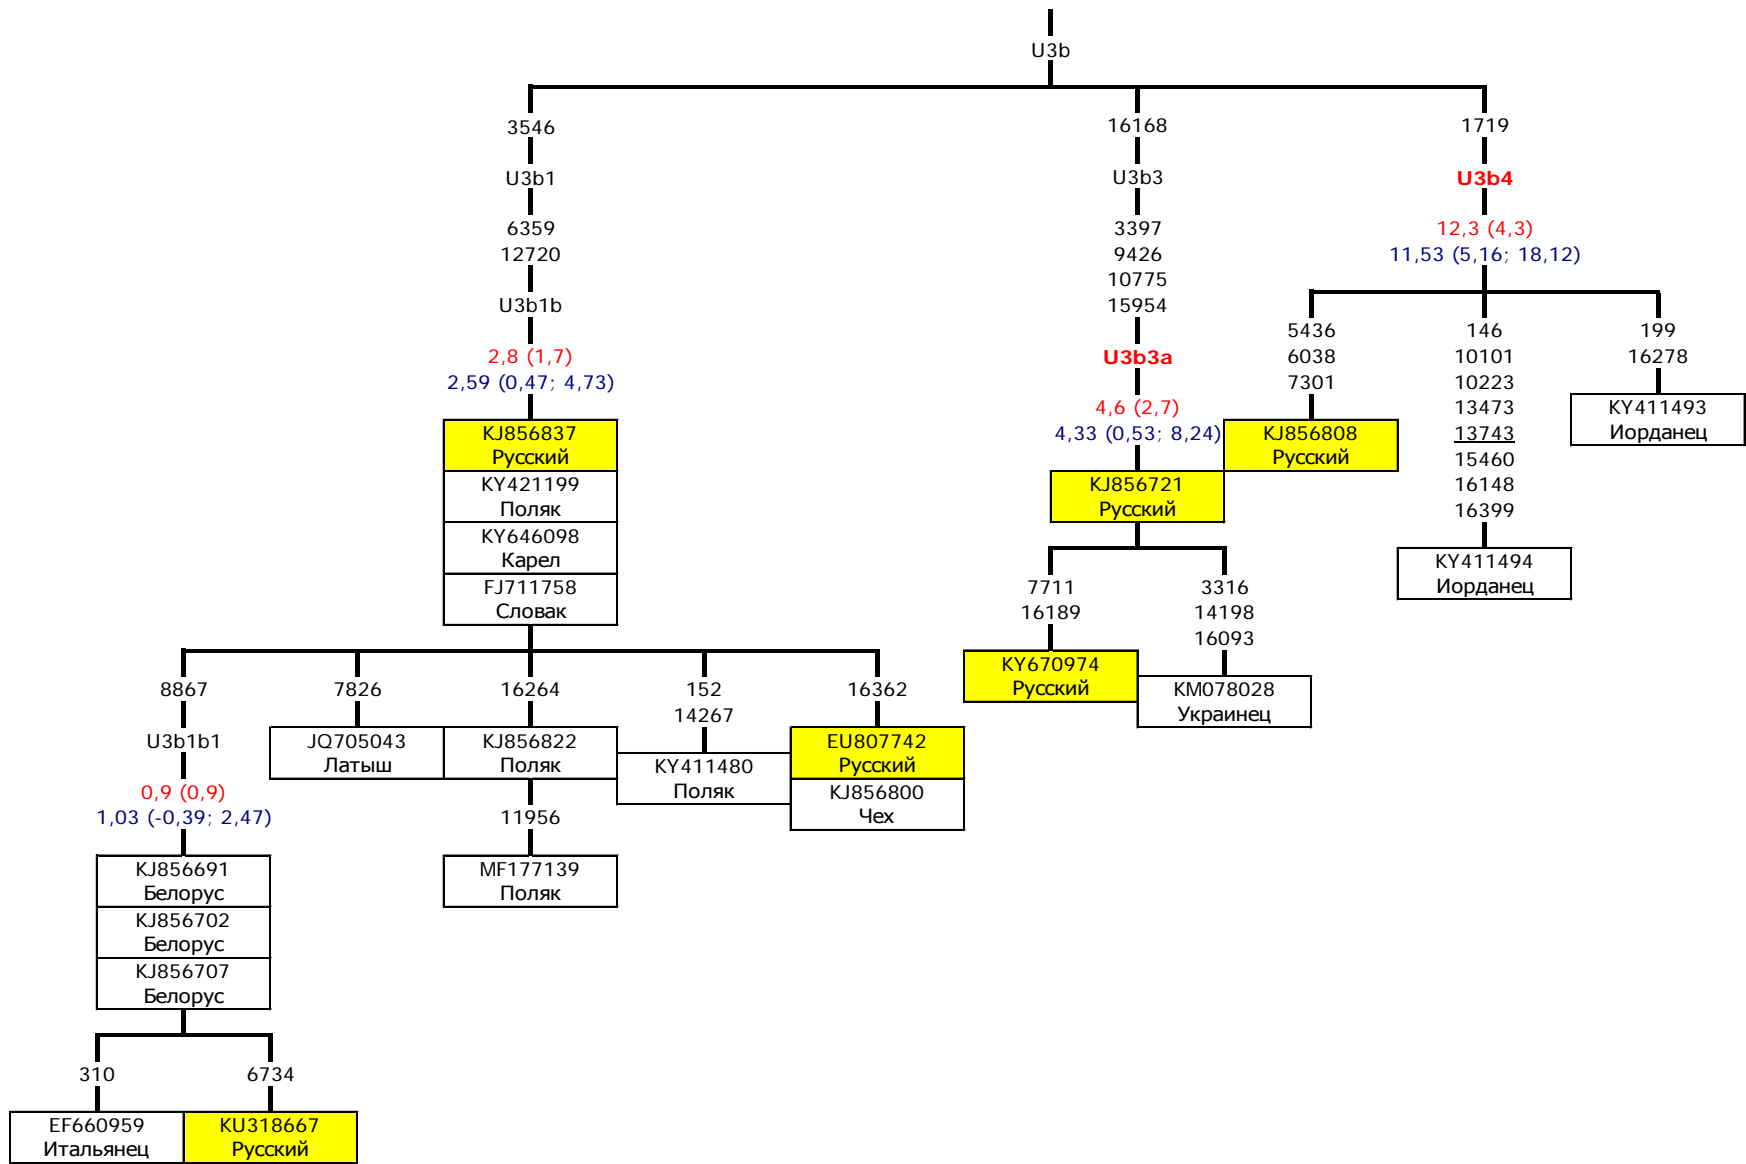 U3b
3546
U3b1
6359
12720
U3b1b
2,8 (1,7)
2,59 (0,47; 4,73)
KJ856837
Русский
KY421199
Поляк
KY646098
Карел
FJ711758
Словак
8867
U3b1b1
0,9 (0,9)
1,03 (-0,39; 2,47)
KJ856691
Белорус
KJ856702
Белорус
KJ856707
Белорус
310
EF660959
Итальянец
6734
KU318667
Русский
7826
JQ705043
Латыш
16264
KJ856822
Поляк
11956
MF177139
Поляк
152
14267
KY411480
Поляк
16362
EU807742
Русский
KJ856800
Чех
16168
U3b3
3397
9426
10775
15954
U3b3a
4,6 (2,7)
4,33 (0,53; 8,24)
KJ856721
Русский
7711
16189
KY670974
Русский
3316
14198
16093
KM078028
Украинец
1719
U3b4
12,3 (4,3)
11,53 (5,16; 18,12)
5436
6038
7301
KJ856808
Русский
146
10101
10223
13473
13743
15460
16148
16399
KY411494
Иорданец
199
16278
KY411493
Иорданец